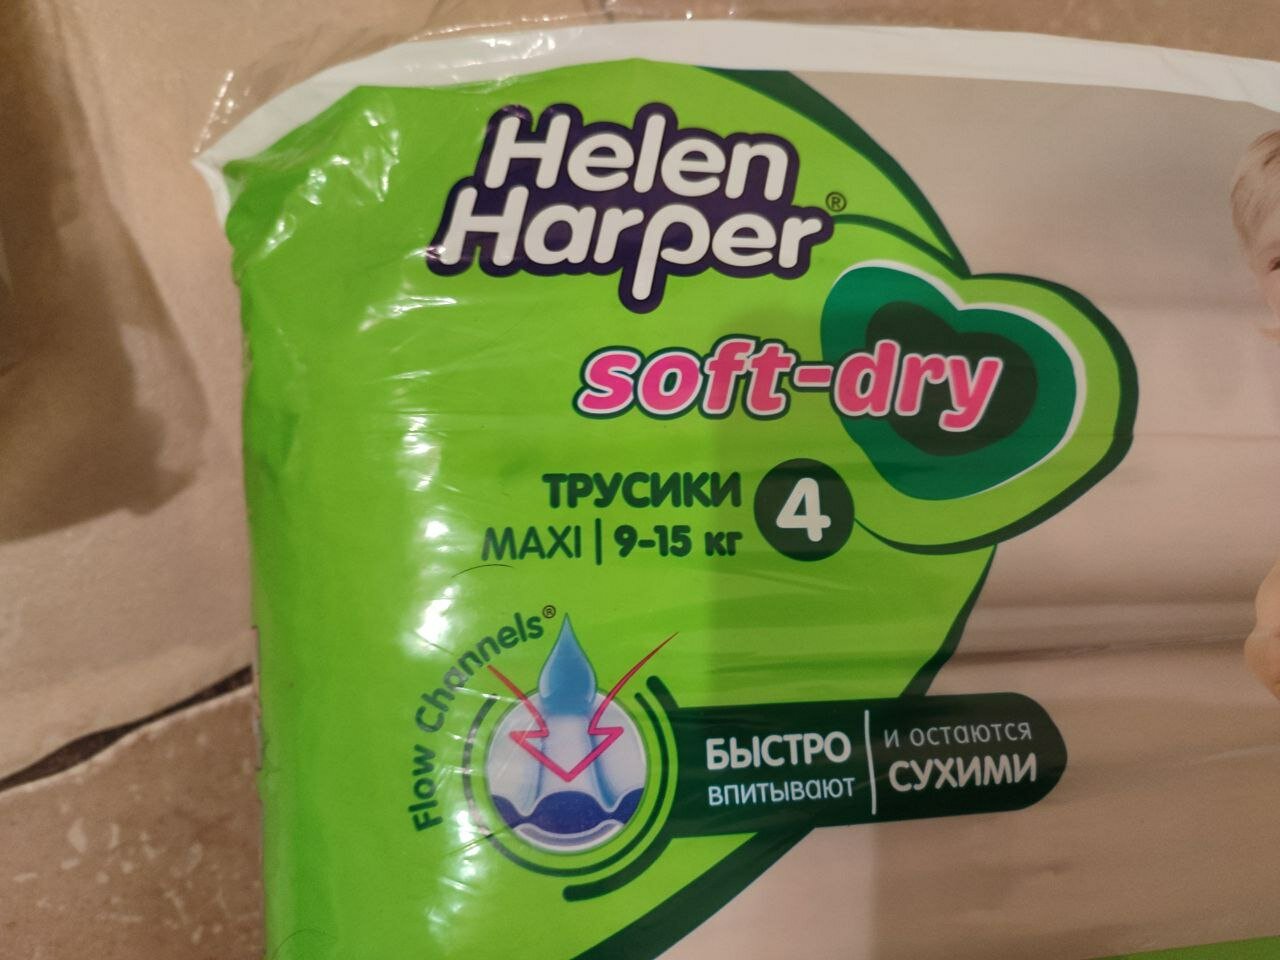 Helen
Harper®
soft-dry
ТРУСИКИ
MAXI | 9-15 кг
4
Flow Channels®
БЫСТРО
впитывают
и остаются
СУХИМИ